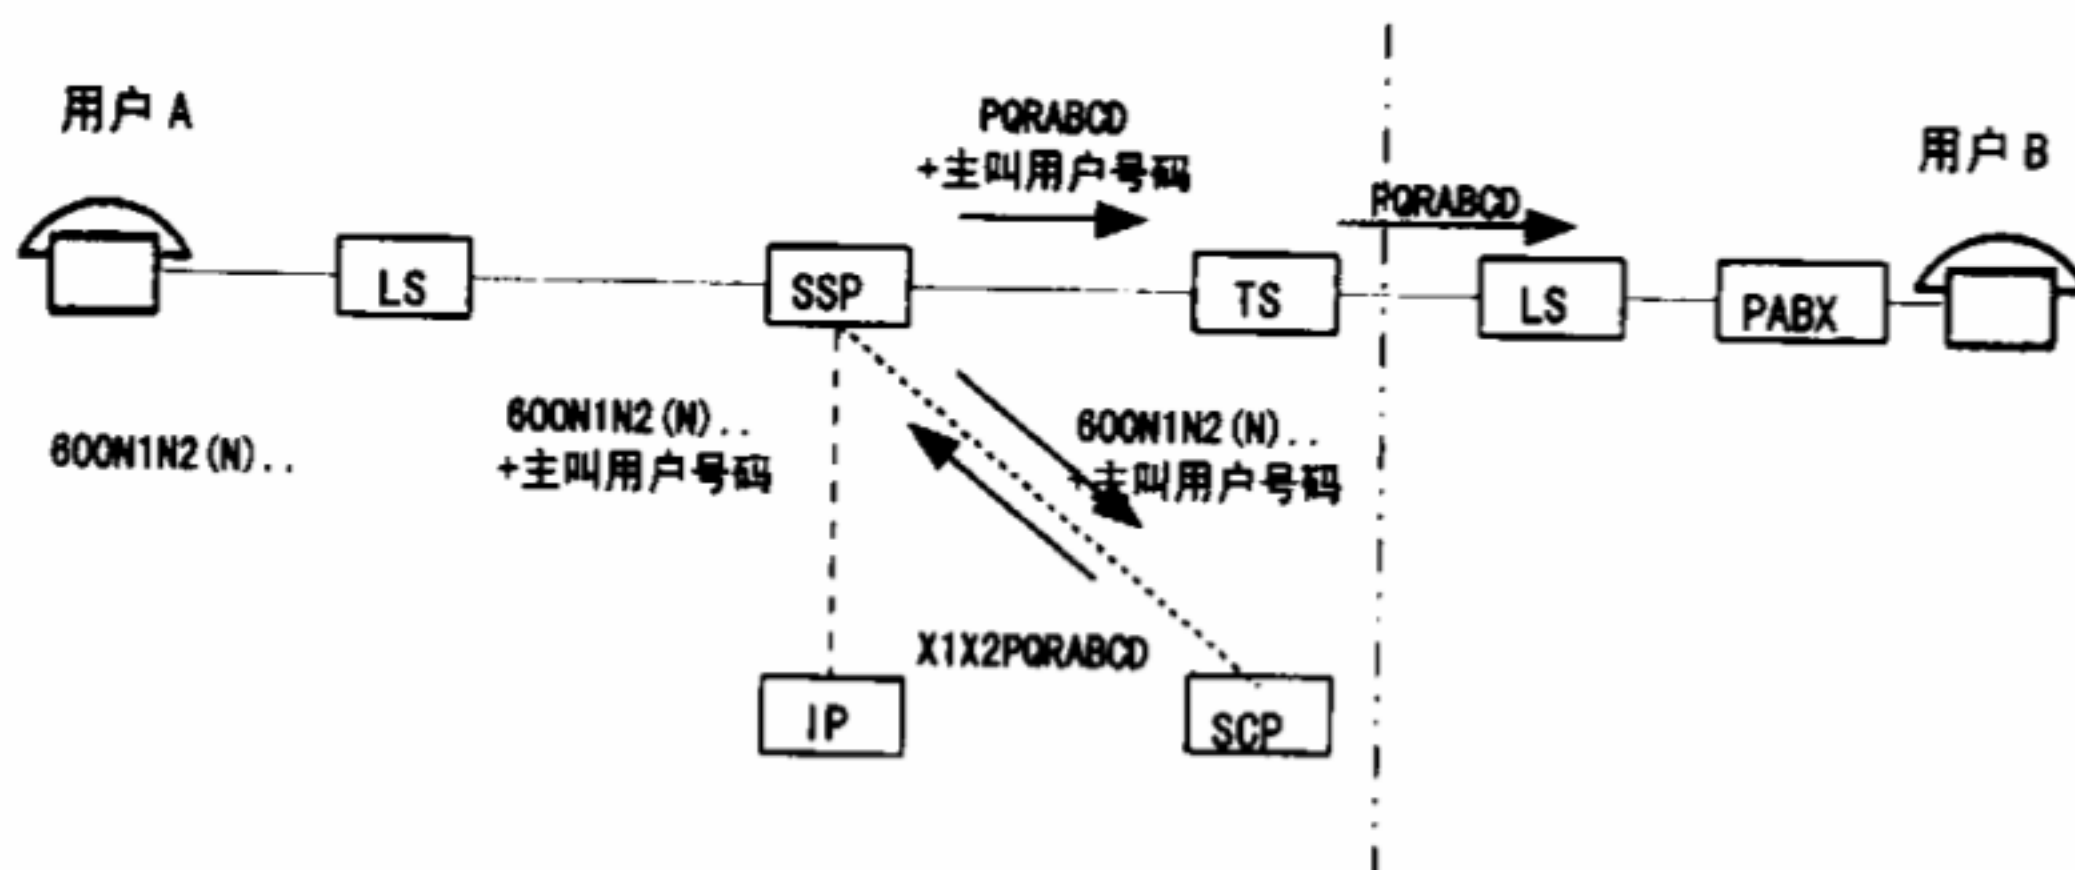 用户 A
PQRABCD
+主叫用户号码
PQRABCD
用户 B
LS
SSP
TS
LS
PABX
600N1N2(N)..
600N1N2(N)..
+主叫用户号码
600N1N2(N)..
+主叫用户号码
X1X2PQRABCD
IP
SCP